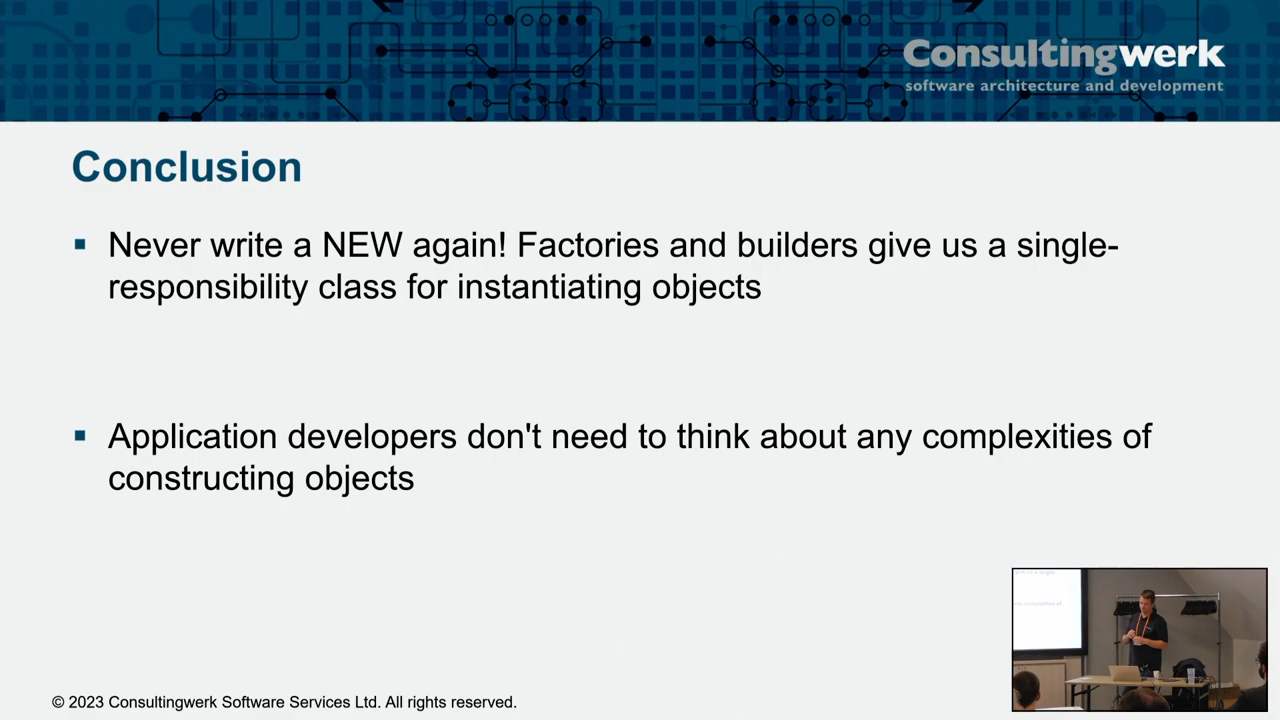 Consultingwerk
software architecture and development
Conclusion
▪ Never write a NEW again! Factories and builders give us a single-
responsibility class for instantiating objects
▪ Application developers don't need to think about any complexities of
constructing objects
© 2023 Consultingwerk Software Services Ltd. All rights reserved.